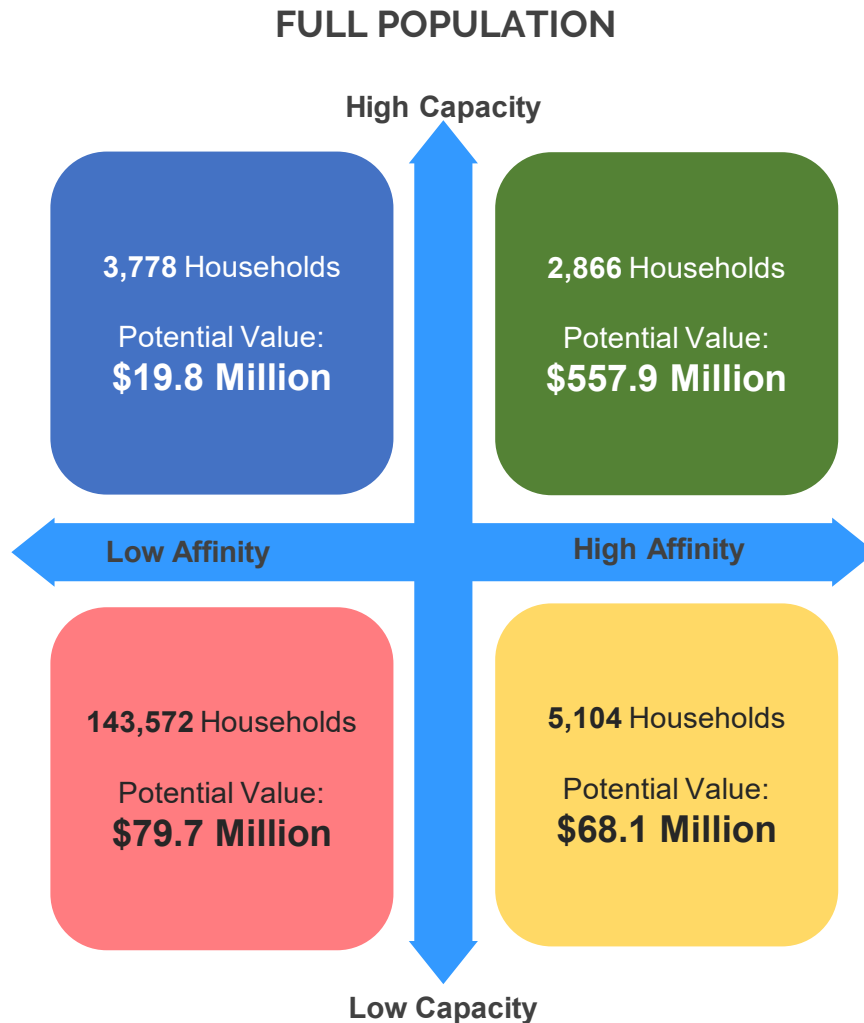 FULL POPULATION
High Capacity
3,778 Households
Potential Value:
$19.8 Million
2,866 Households
Potential Value:
$557.9 Million
Low Affinity
High Affinity
143,572 Households
Potential Value:
$79.7 Million
5,104 Households
Potential Value:
$68.1 Million
Low Capacity